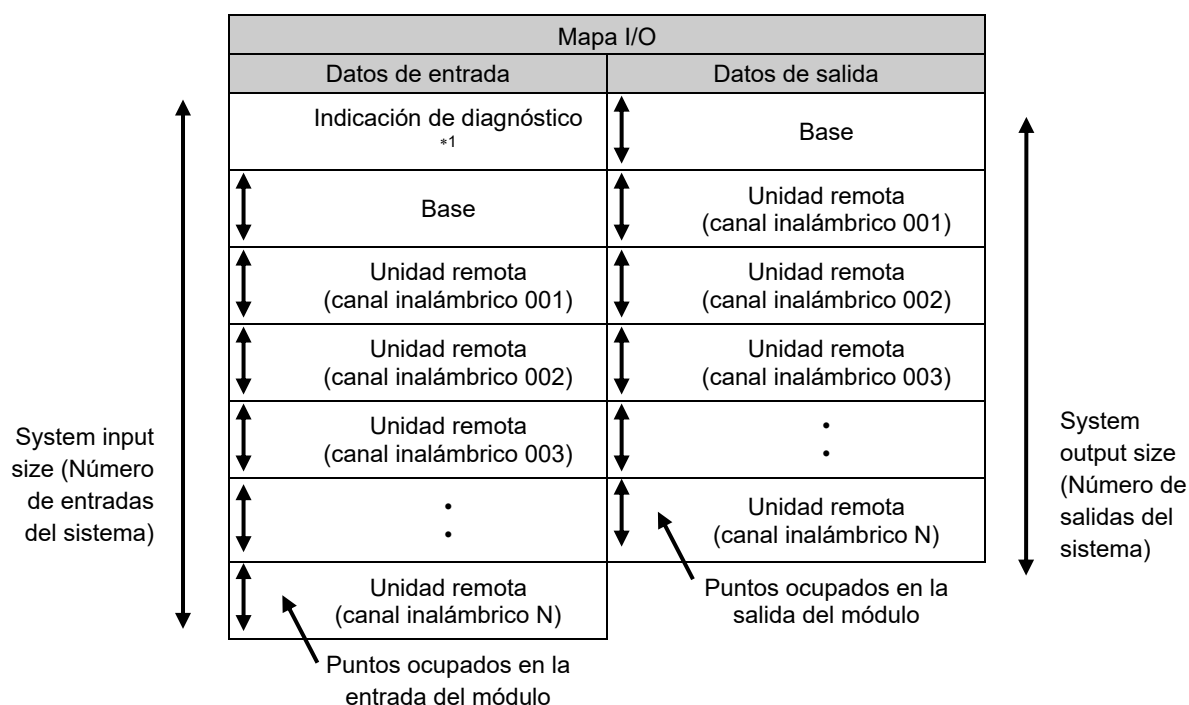 Mapa I/O
Datos de entrada
Datos de salida
Indicación de diagnóstico
*1
Base
Base
Unidad remota
(canal inalámbrico 001)
Unidad remota
(canal inalámbrico 001)
Unidad remota
(canal inalámbrico 002)
Unidad remota
(canal inalámbrico 002)
Unidad remota
(canal inalámbrico 003)
Unidad remota
(canal inalámbrico 003)
•
•
•
•
Unidad remota
(canal inalámbrico N)
Unidad remota
(canal inalámbrico N)
System input
size (Número
de entradas
del sistema)
System
output size
(Número de
salidas del
sistema)
Puntos ocupados en la
salida del módulo
Puntos ocupados en la
entrada del módulo